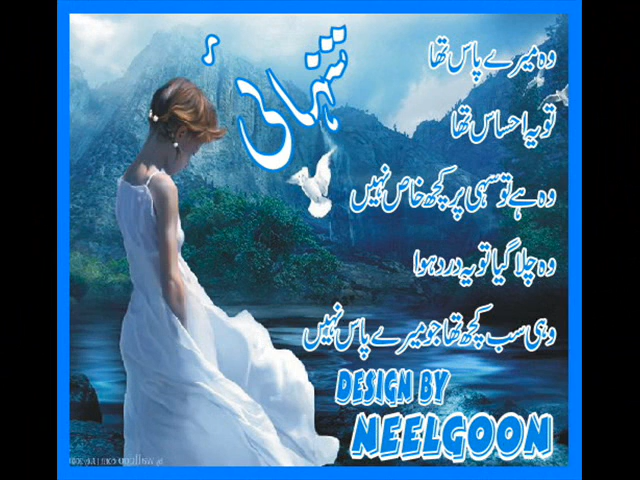 تنہائی
وہ میرے پاس تھا
تو یہ احساس تھا
وہ ہے تو سہی پر کچھ خاص نہیں
وہ چلا گیا تو یہ درد ہوا
وہی سب کچھ تھا جو میرے پاس نہیں
DESIGN BY
NEELGOON